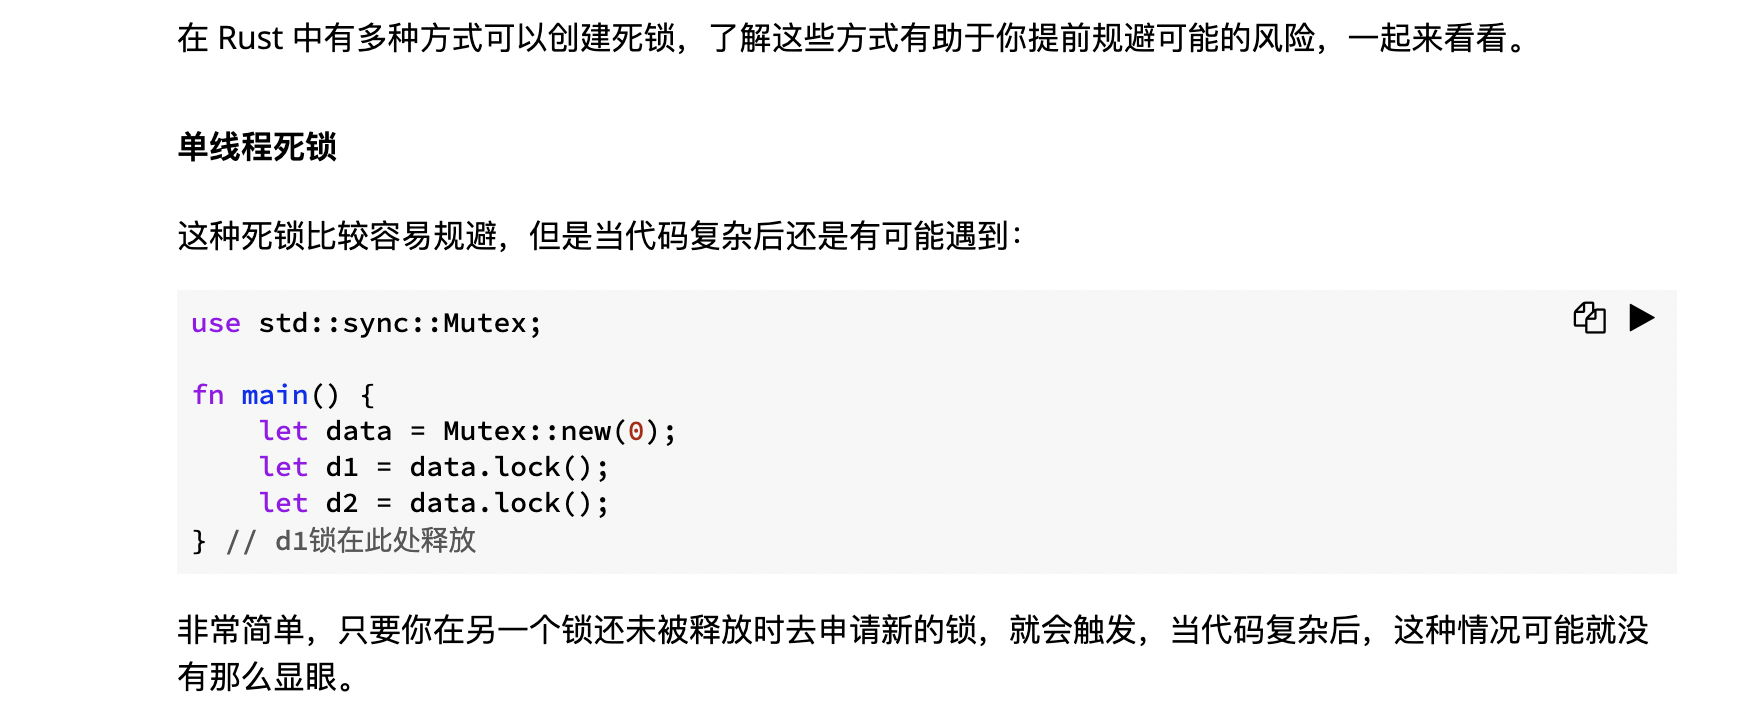 在 Rust 中有多种方式可以创建死锁，了解这些方式有助于你提前规避可能的风险，一起来看看。
单线程死锁
这种死锁比较容易规避，但是当代码复杂后还是有可能遇到：
use std::sync::Mutex;
fn main() {
    let data = Mutex::new(0);
    let d1 = data.lock();
    let d2 = data.lock();
} // d1锁在此处释放
非常简单，只要你在另一个锁还未被释放时去申请新的锁，就会触发，当代码复杂后，这种情况可能就没
有那么显眼。